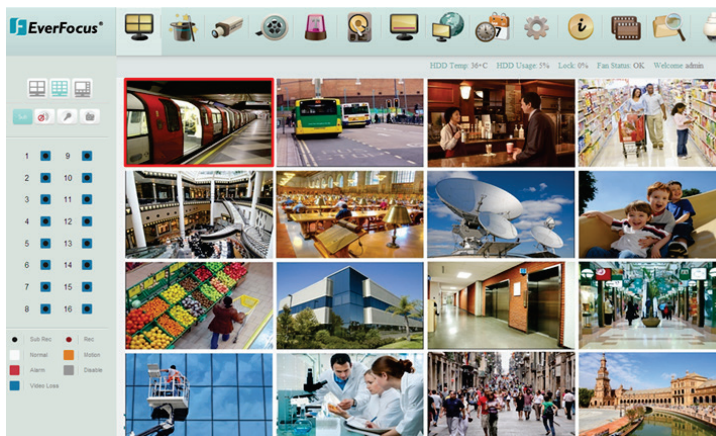 EverFocus®
HDD Temp: 36°C HDD Usage: 5% Lock: 0% Fan Status: OK Welcome admin
1 9
2 10
3 11
4 12
5 13
6 14
7 15
8 16
Sub Rec Rec
Normal Motion
Alarm Disable
Video Loss